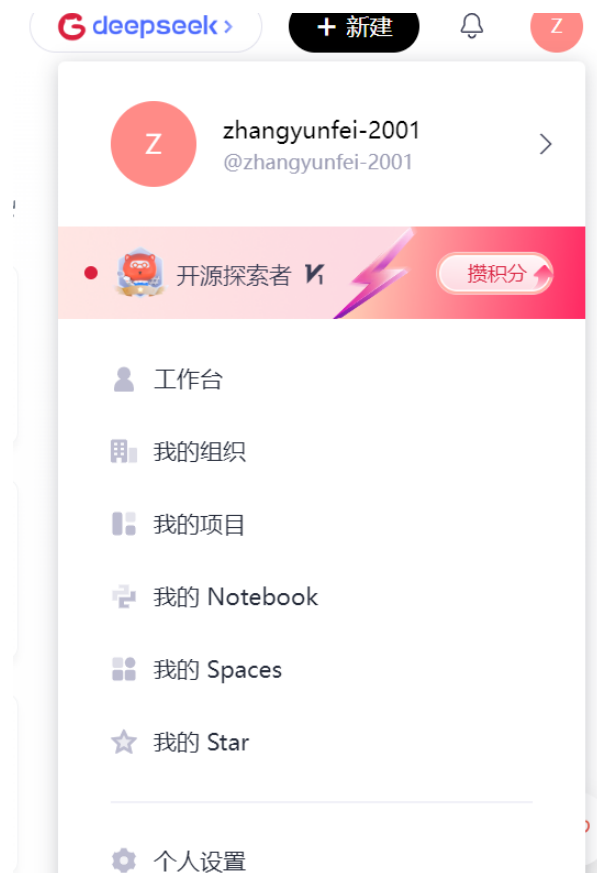 deepseek
新建
Z
Z
zhangyunfei-2001
@zhangyunfei-2001
开源探索者 V1
攒积分
工作台
我的组织
我的项目
我的 Notebook
我的 Spaces
我的 Star
个人设置